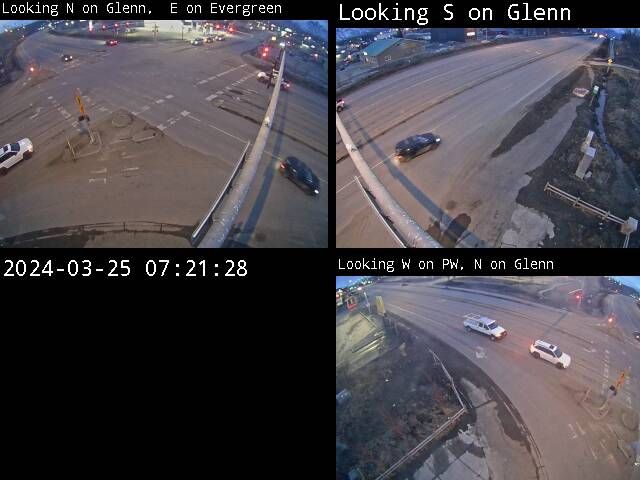 Looking N on Glenn, E on Evergreen
Looking S on Glenn
2024-03-25 07:21:28
Looking W on PW, N on Glenn